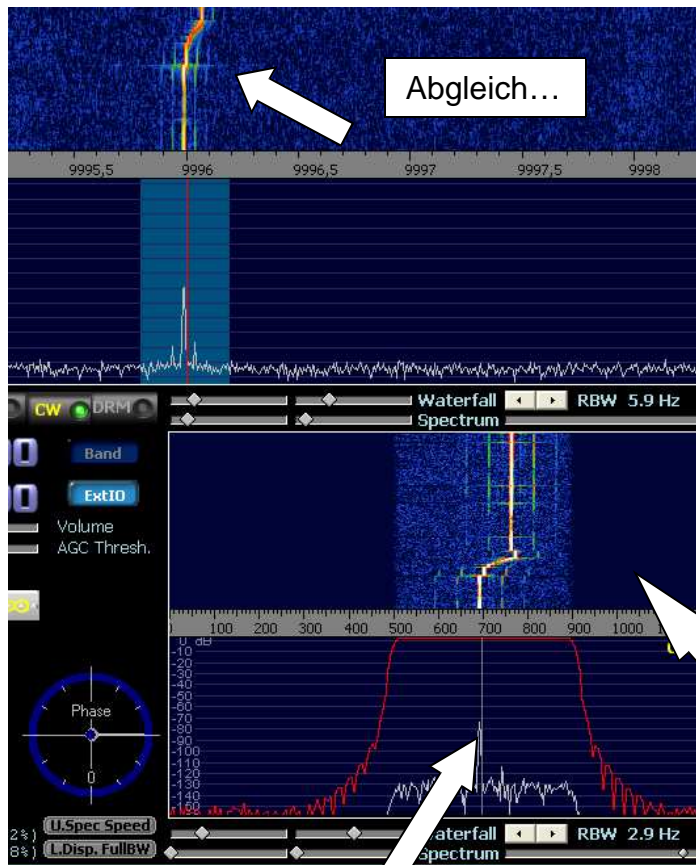 Abgleich…
9995,5 9996 9996,5 9997 9997,5 9998
CW DRM
Waterfall RBW 5.9 Hz
Spectrum
Band
ExtIO
Volume
AGC Thresh.
100 200 300 400 500 600 700 800 900 1000
0 dB
-10
-20
-30
-40
-50
-60
-70
-80
-90
-100
-110
-120
-130
-140
Phase
0
2%) U.Spec Speed
8%) L.Disp. FullBW
Waterfall RBW 2.9 Hz
Spectrum